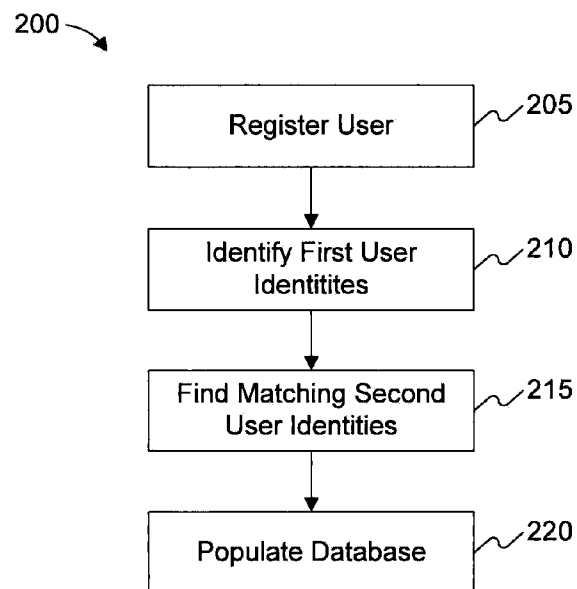 200
Register User
205
Identify First User
Identitites
210
Find Matching Second
User Identities
215
Populate Database
220